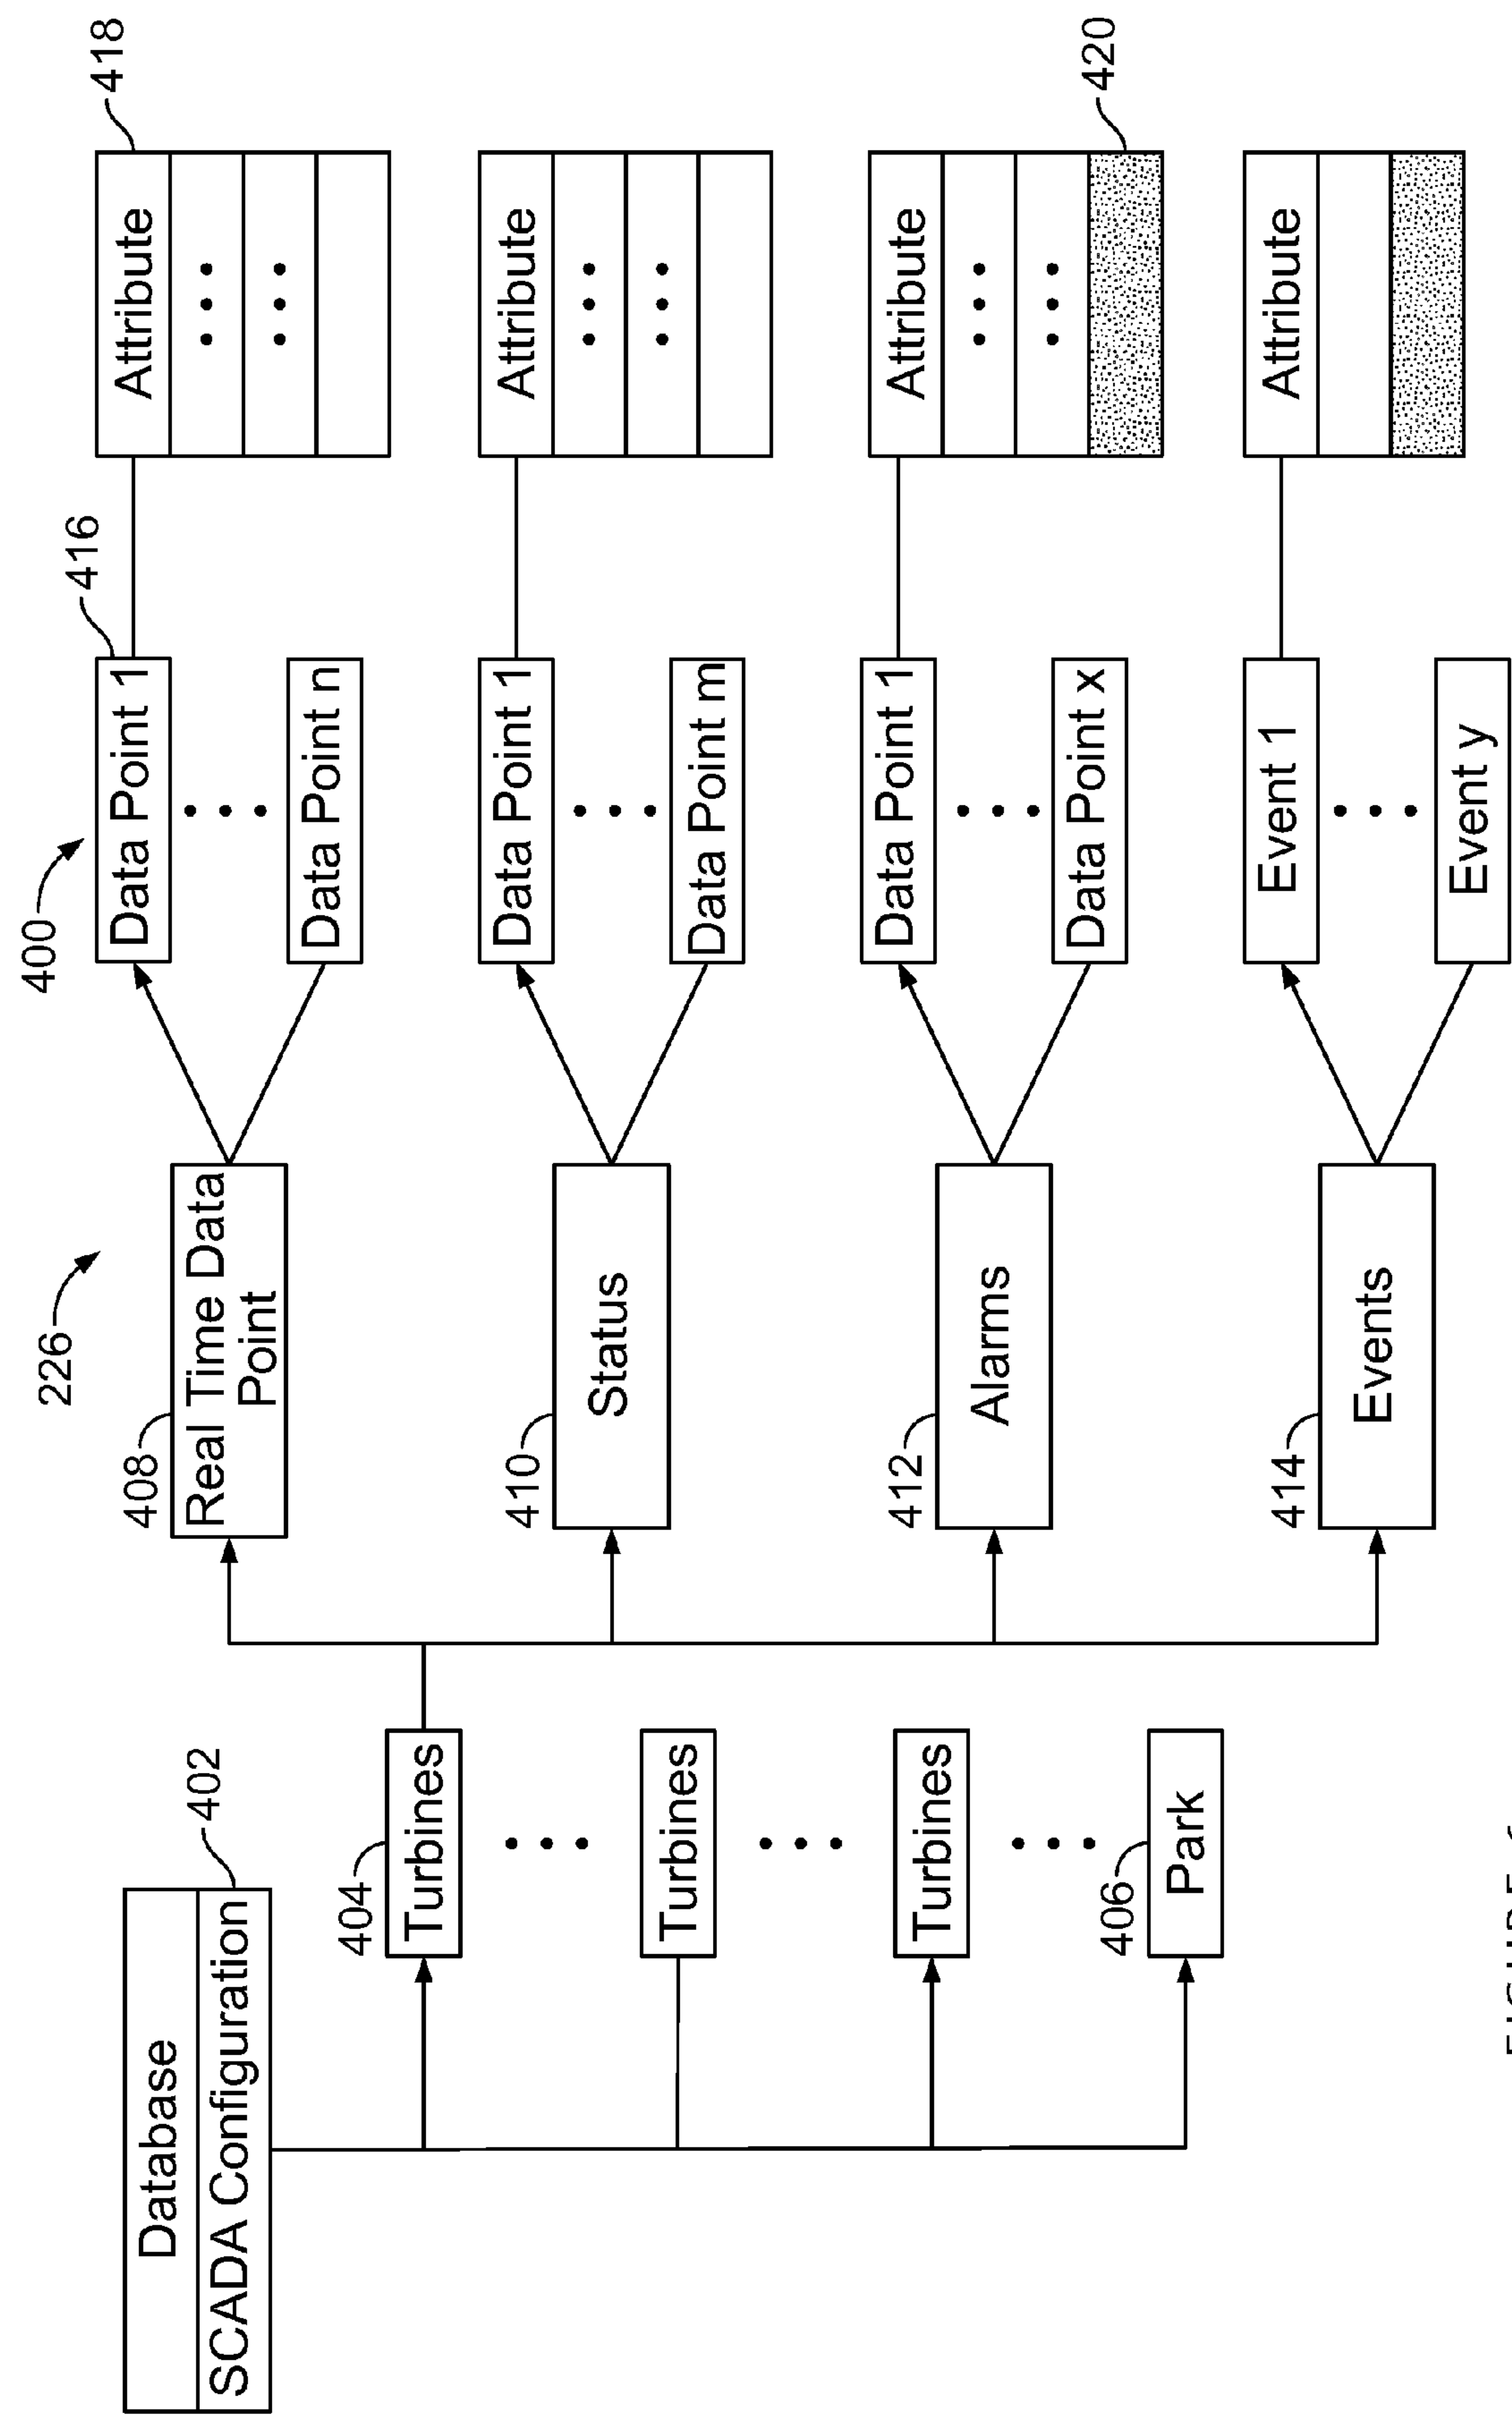 400
226
Database
SCADA Configuration
402
404
Turbines
• • •
Turbines
• • •
Turbines
• • •
406
Park
408
Real Time Data
Point
410
Status
412
Alarms
414
Events
416
Data Point 1
• • •
Data Point n
Data Point 1
• • •
Data Point m
Data Point 1
• • •
Data Point x
Event 1
• • •
Event y
418
Attribute
• • •
• • •
Attribute
• • •
• • •
Attribute
• • •
• • •
420
Attribute